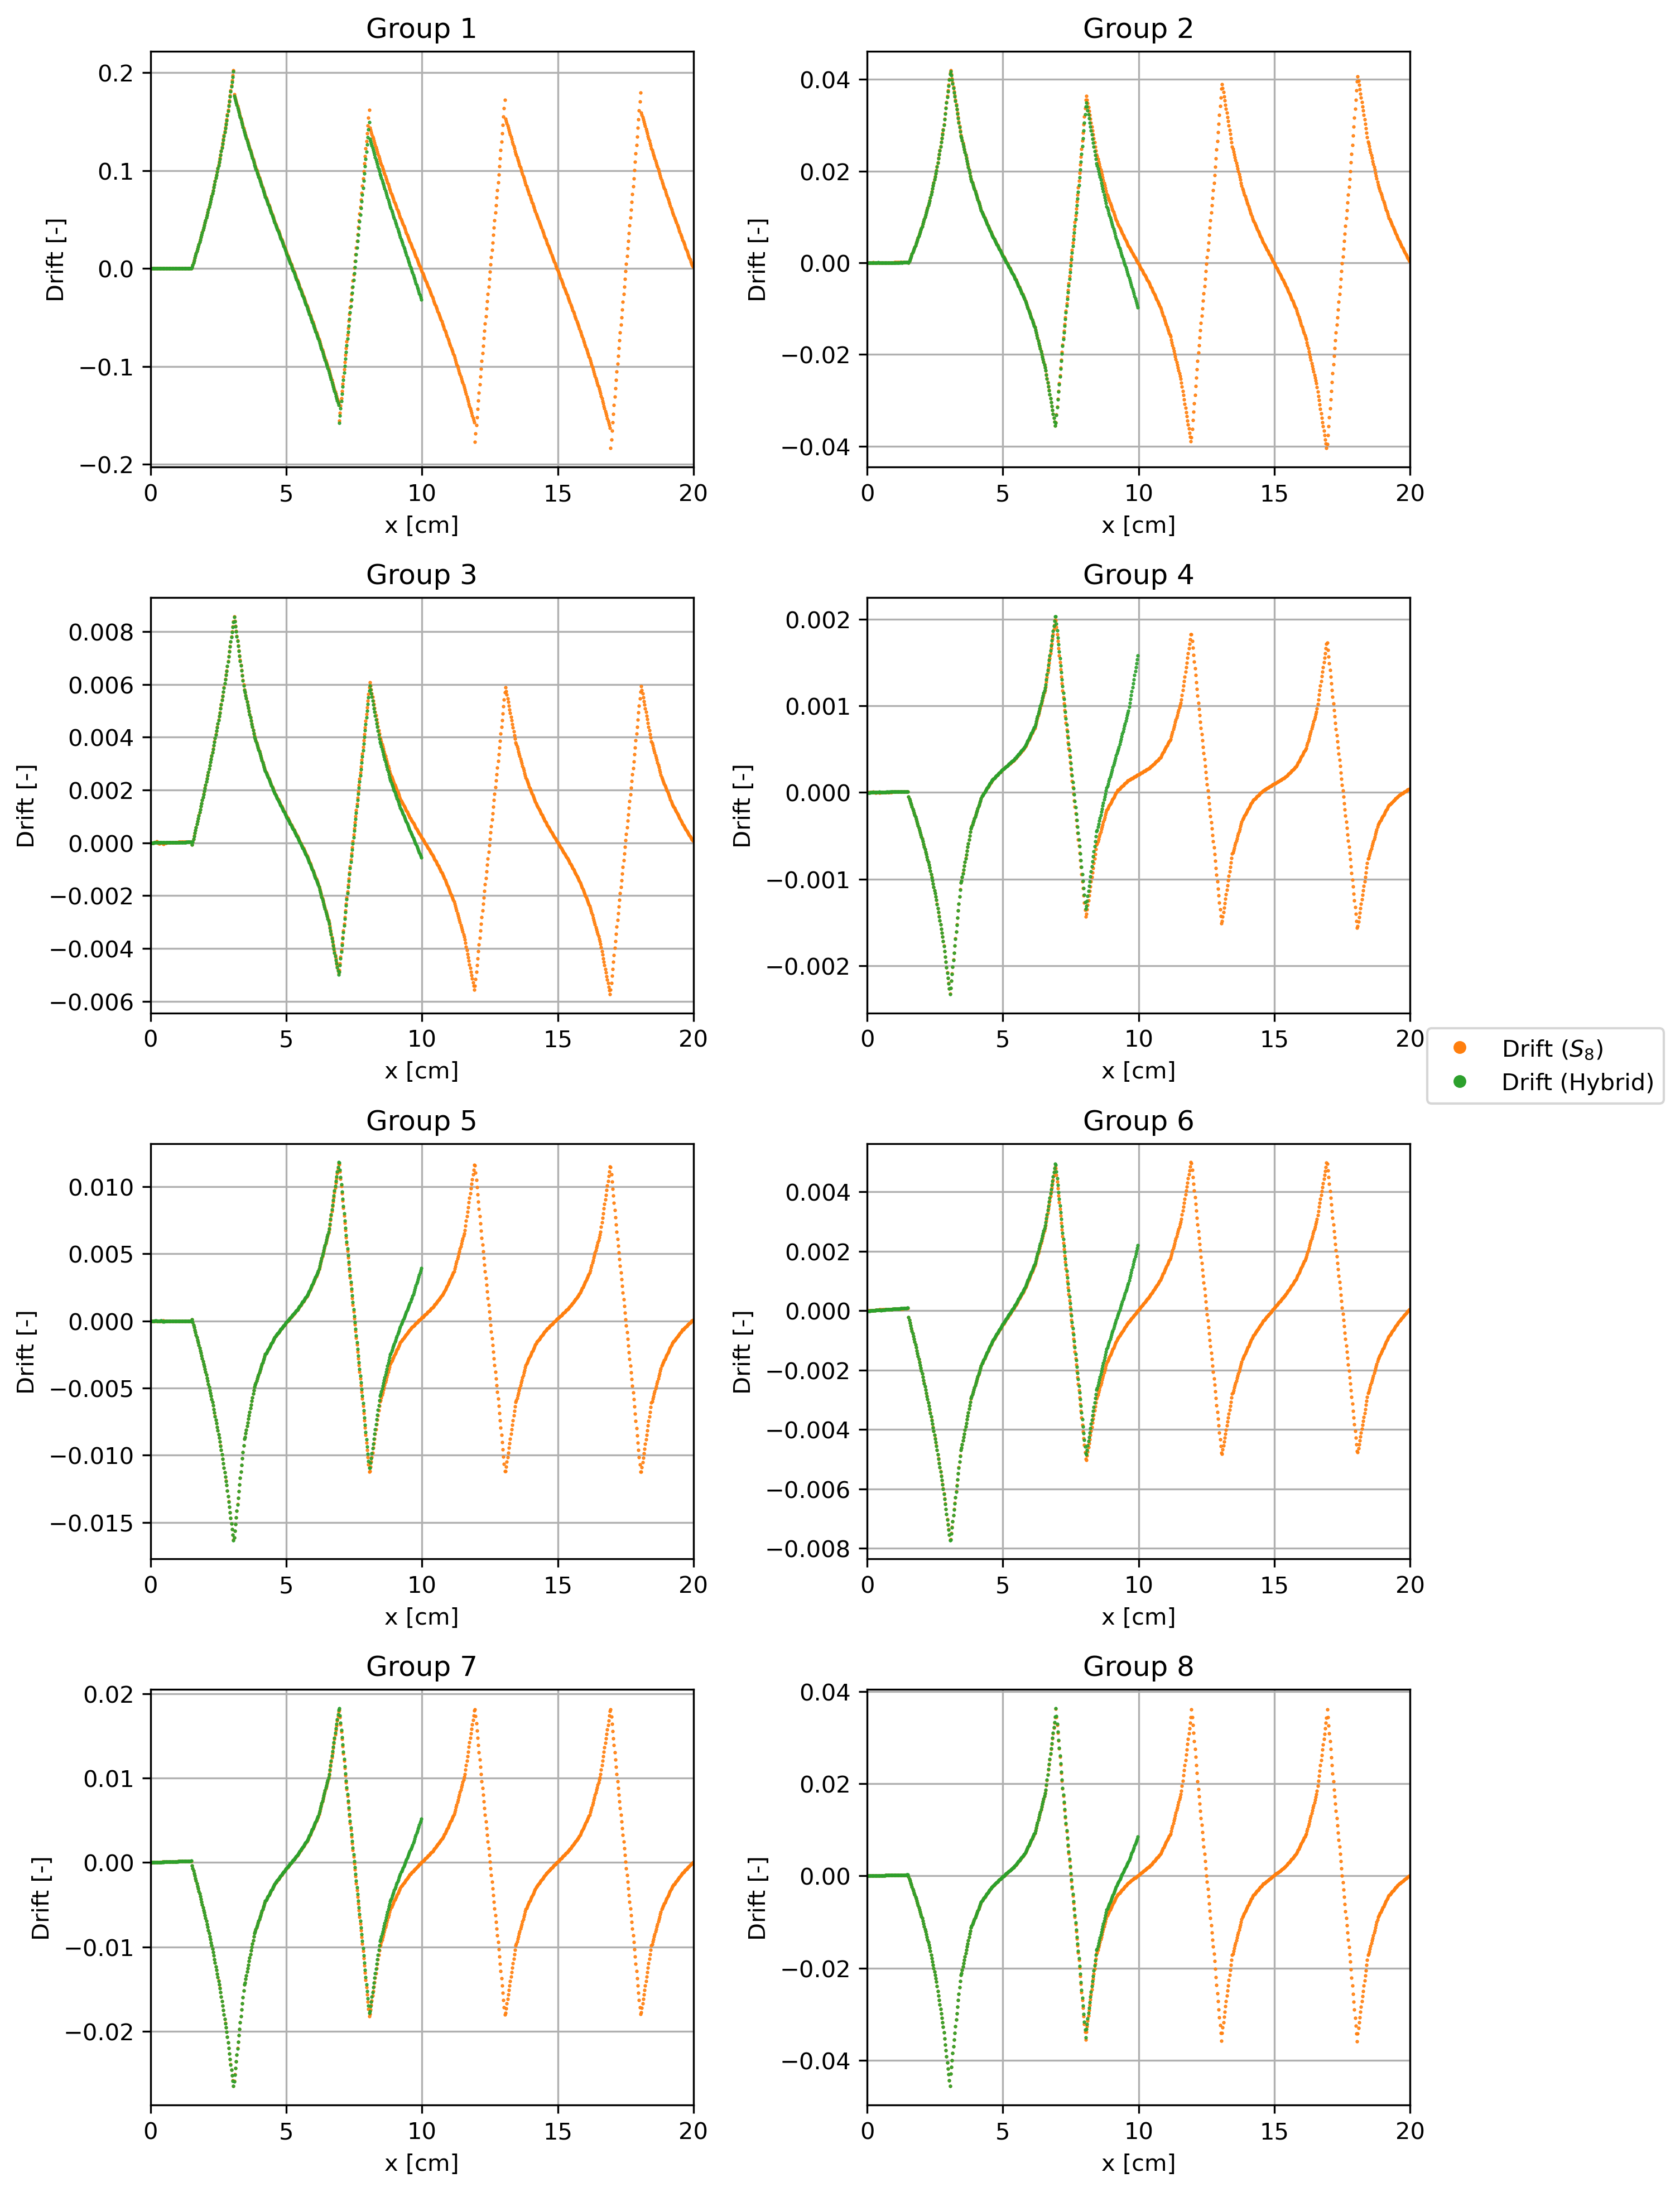 Group 1
0.2
0.1
0.0
−0.1
−0.2
Drift [-]
0 5 10 15 20
x [cm]
Group 2
0.04
0.02
0.00
−0.02
−0.04
Drift [-]
0 5 10 15 20
x [cm]
Group 3
0.008
0.006
0.004
0.002
0.000
−0.002
−0.004
−0.006
Drift [-]
0 5 10 15 20
x [cm]
Group 4
0.002
0.001
0.000
−0.001
−0.002
Drift [-]
0 5 10 15 20
x [cm]
Drift (S₈)
Drift (Hybrid)
Group 5
0.010
0.005
0.000
−0.005
−0.010
−0.015
Drift [-]
0 5 10 15 20
x [cm]
Group 6
0.004
0.002
0.000
−0.002
−0.004
−0.006
−0.008
Drift [-]
0 5 10 15 20
x [cm]
Group 7
0.02
0.01
0.00
−0.01
−0.02
Drift [-]
0 5 10 15 20
x [cm]
Group 8
0.04
0.02
0.00
−0.02
−0.04
Drift [-]
0 5 10 15 20
x [cm]